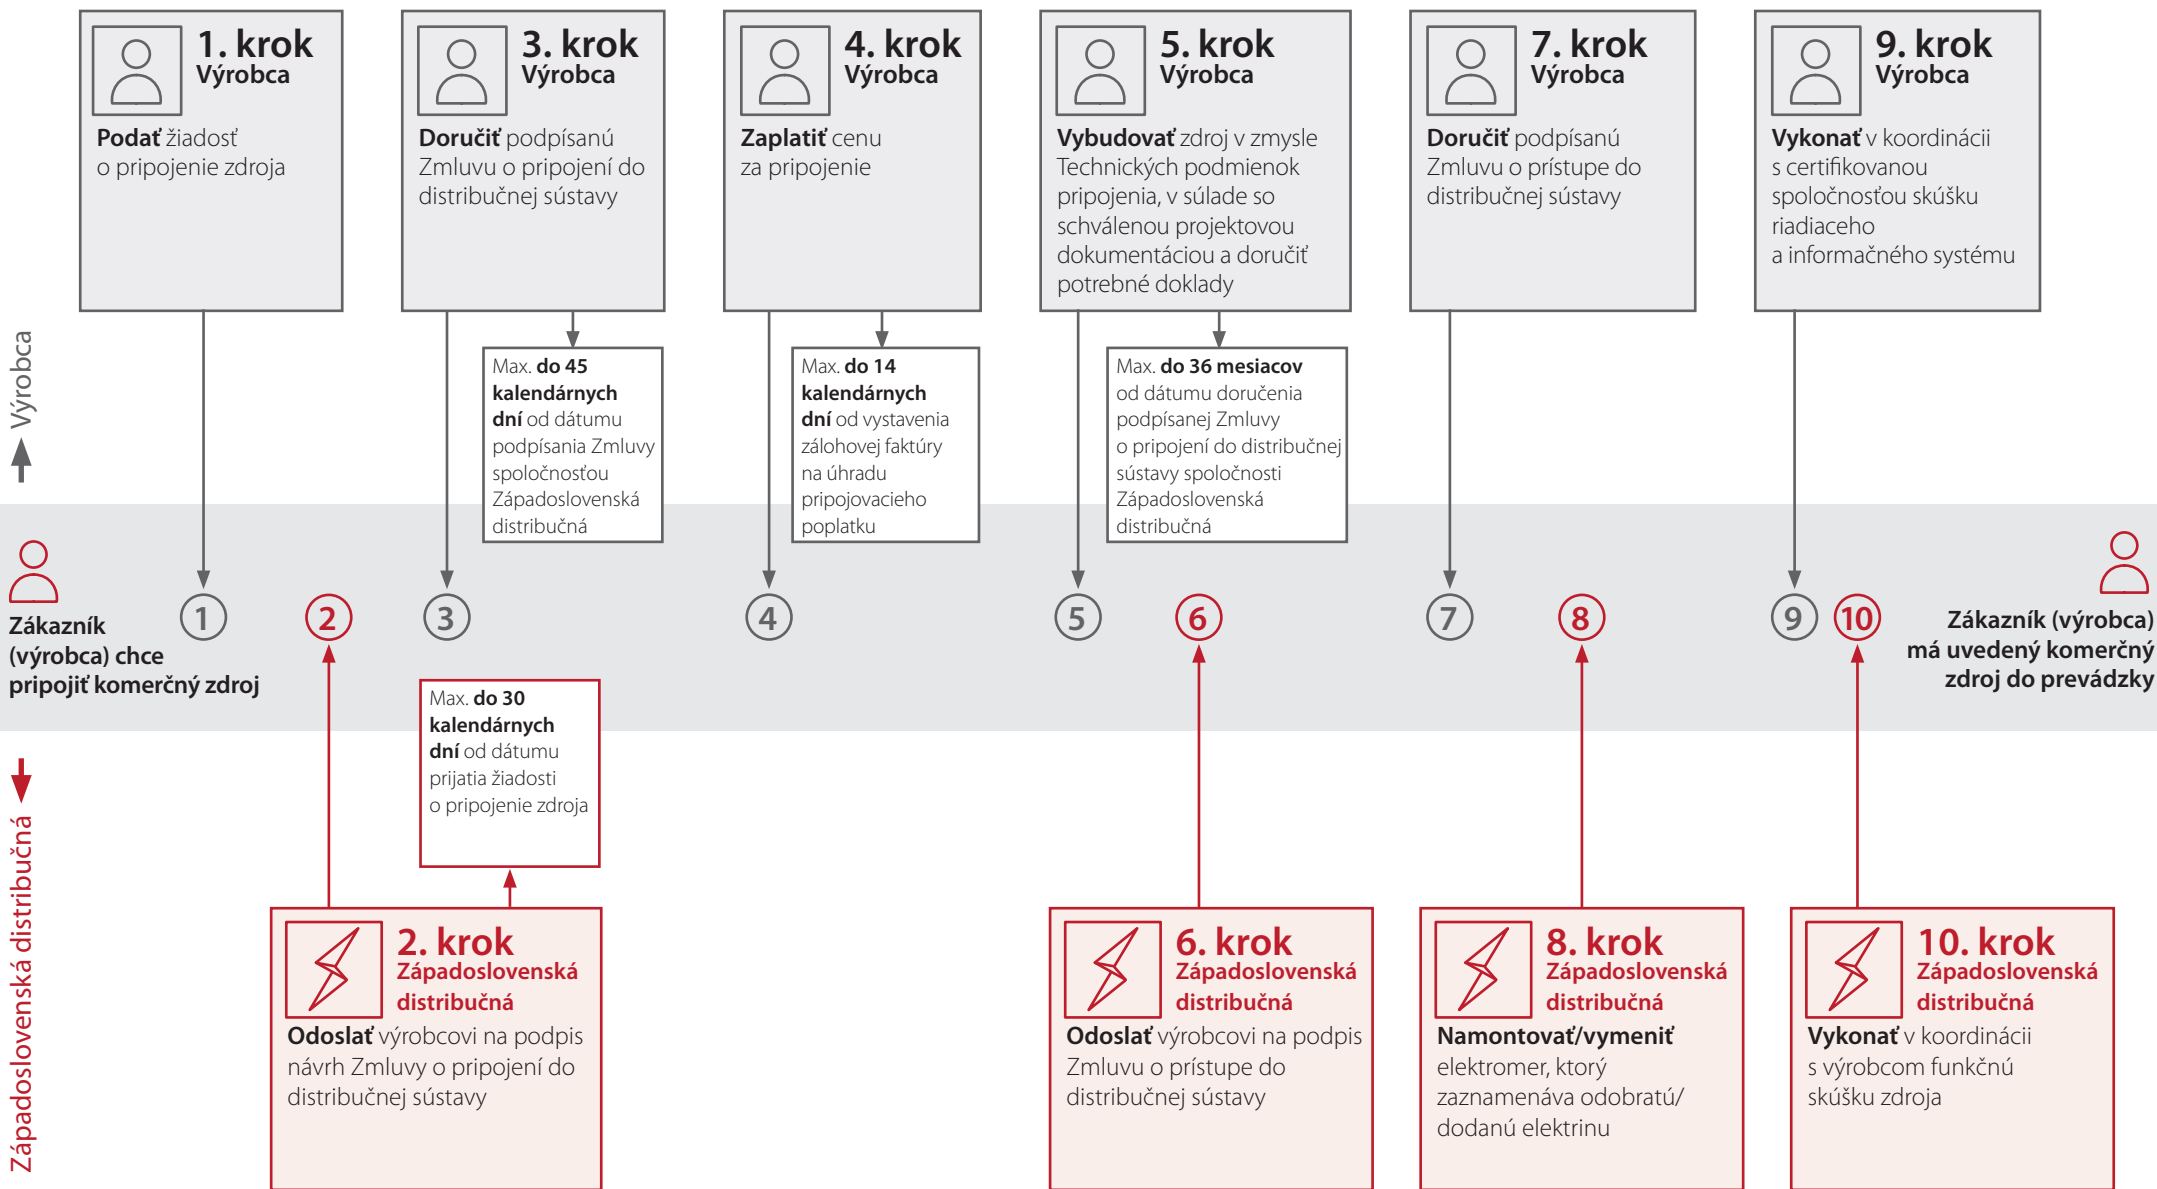 1. krok
Výrobca
Podať žiadosť
o pripojenie zdroja
3. krok
Výrobca
Doručiť podpísanú
Zmluvu o pripojení do
distribučnej sústavy
4. krok
Výrobca
Zaplatiť cenu
za pripojenie
5. krok
Výrobca
Vybudovať zdroj v zmysle
Technických podmienok
pripojenia, v súlade so
schválenou projektovou
dokumentáciou a doručiť
potrebné doklady
7. krok
Výrobca
Doručiť podpísanú
Zmluvu o prístupe do
distribučnej sústavy
9. krok
Výrobca
Vykonať v koordinácii
s certifikovanou
spoločnosťou skúšku
riadiaceho
a informačného systému
Výrobca
Max. do 45
kalendárnych
dní od dátumu
podpísania Zmluvy
spoločnosťou
Západoslovenská
distribučná
Max. do 14
kalendárnych
dní od vystavenia
zálohovej faktúry
na úhradu
pripojovacieho
poplatku
Max. do 36 mesiacov
od dátumu doručenia
podpísanej Zmluvy
o pripojení do distribučnej
sústavy spoločnosti
Západoslovenská
distribučná
Zákazník
(výrobca) chce
pripojiť komerčný zdroj
1
2
3
4
5
6
7
8
9
10
Zákazník (výrobca)
má uvedený komerčný
zdroj do prevádzky
Max. do 30
kalendárnych
dní od dátumu
prijatia žiadosti
o pripojenie zdroja
Západoslovenská distribučná
2. krok
Západoslovenská
distribučná
Odoslať výrobcovi na podpis
návrh Zmluvy o pripojení do
distribučnej sústavy
6. krok
Západoslovenská
distribučná
Odoslať výrobcovi na podpis
Zmluvu o prístupe do
distribučnej sústavy
8. krok
Západoslovenská
distribučná
Namontovať/vymeniť
elektromer, ktorý
zaznamenáva odobratú/
dodanú elektrinu
10. krok
Západoslovenská
distribučná
Vykonať v koordinácii
s výrobcom funkčnú
skúšku zdroja